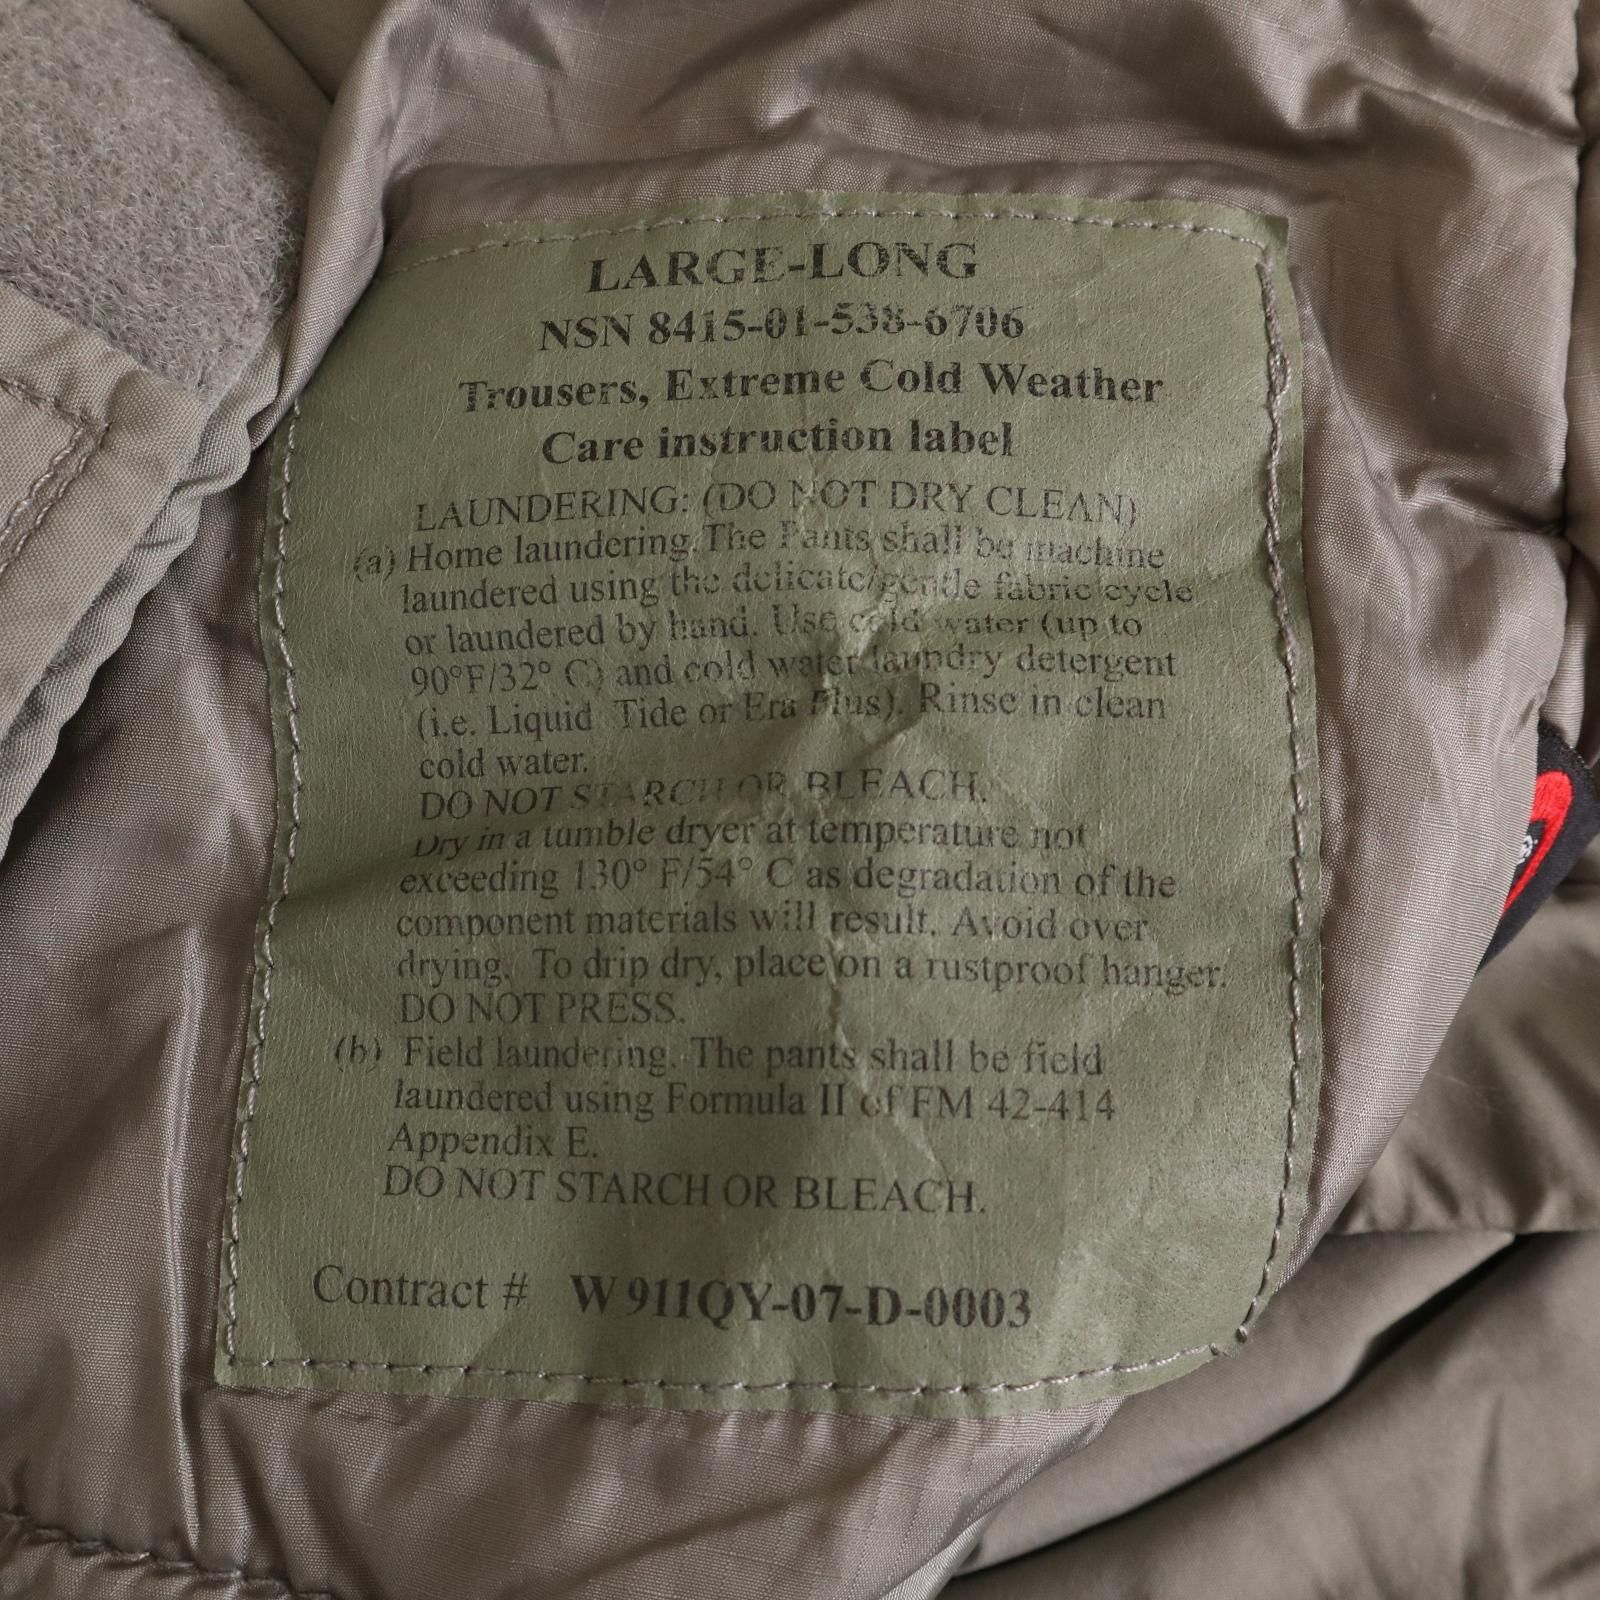 LARGE-LONG
NSN 8415-01-538-6706
Trousers, Extreme Cold Weather
Care instruction label
LAUNDERING: (DO NOT DRY CLEAN)
(a) Home laundering. The Pants shall be machine
laundered using the delicate/gentle fabric cycle
or laundered by hand. Use cold water (up to
90°F/32° C) and cold water laundry detergent
(i.e. Liquid Tide or Era Plus). Rinse in clean
cold water.
DO NOT STARCH OR BLEACH.
Dry in a tumble dryer at temperature not
exceeding 130° F/54° C as degradation of the
component materials will result. Avoid over
drying. To drip dry, place on a rustproof hanger.
DO NOT PRESS.
(b) Field laundering. The pants shall be field
laundered using Formula II of FM 42-414
Appendix E.
DO NOT STARCH OR BLEACH.
Contract # W911QY-07-D-0003